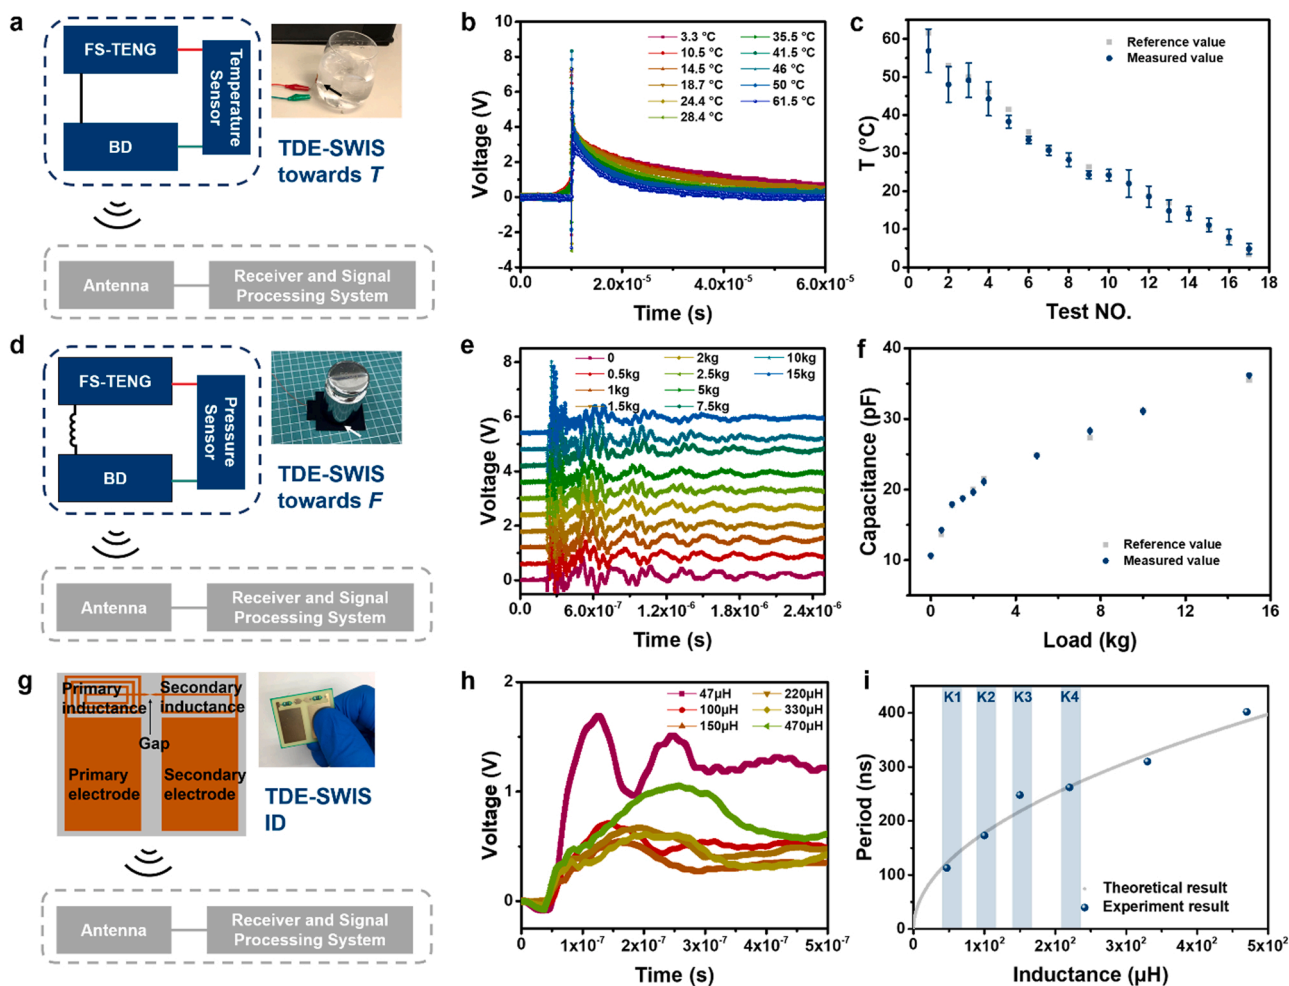 a
FS-TENG
BD
Temperature
Sensor
TDE-SWIS
towards T
Antenna
Receiver and Signal
Processing System
b
Voltage (V)
10
8
6
4
2
0
-2
-4
3.3 °C
10.5 °C
14.5 °C
18.7 °C
24.4 °C
28.4 °C
35.5 °C
41.5 °C
46 °C
50 °C
61.5 °C
2.0x10⁻⁵
4.0x10⁻⁵
6.0x10⁻⁵
Time (s)
c
T (°C)
60
50
40
30
20
10
0
Reference value
Measured value
0 2 4 6 8 10 12 14 16 18
Test NO.
d
FS-TENG
BD
Pressure
Sensor
TDE-SWIS
towards F
Antenna
Receiver and Signal
Processing System
e
Voltage (V)
8
6
4
2
0
0
0.5kg
1kg
1.5kg
2kg
2.5kg
5kg
7.5kg
10kg
15kg
0.0 6.0x10⁻⁷ 1.2x10⁻⁶ 1.8x10⁻⁶ 2.4x10⁻⁶
Time (s)
f
Capacitance (pF)
40
30
20
10
Reference value
Measured value
0 4 8 12 16
Load (kg)
g
Primary
inductance
Secondary
inductance
Gap
Primary
electrode
Secondary
electrode
TDE-SWIS
ID
Antenna
Receiver and Signal
Processing System
h
Voltage (V)
2
1
0
47μH
100μH
150μH
220μH
330μH
470μH
1x10⁻⁷ 2x10⁻⁷ 3x10⁻⁷ 4x10⁻⁷ 5x10⁻⁷
Time (s)
i
Period (ns)
400
300
200
100
0
K1 K2 K3 K4
Theoretical result
Experiment result
0 1x10² 2x10² 4x10² 5x10²
Inductance (μH)